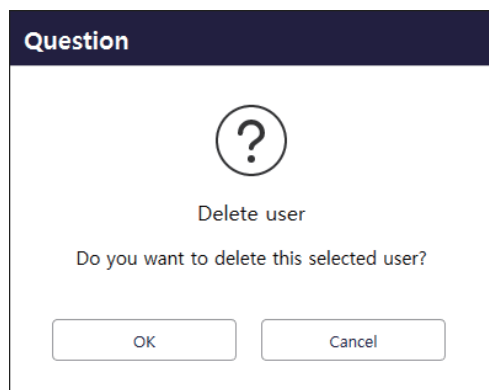 Question
?
Delete user
Do you want to delete this selected user?
OK
Cancel